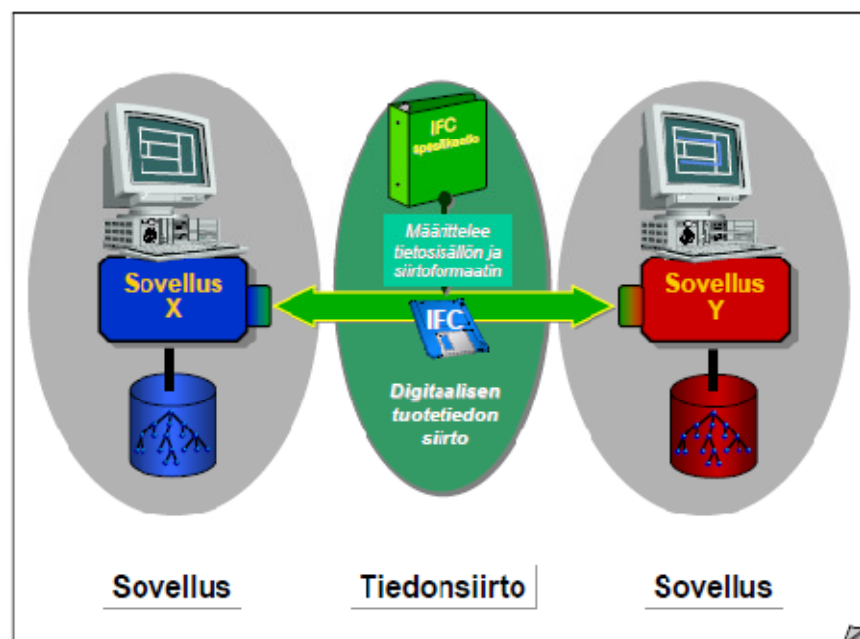 IFC
spesifikaatio
Määrittelee
tietosisällön ja
siirtoformaatin
Sovellus
X
IFC
Sovellus
Y
Digitaalisen
tuotetiedon
siirto
Sovellus
Tiedonsiirto
Sovellus